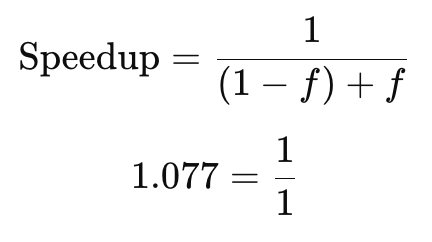 Speedup = 1 / ((1 − f) + f)
1.077 = 1 / 1